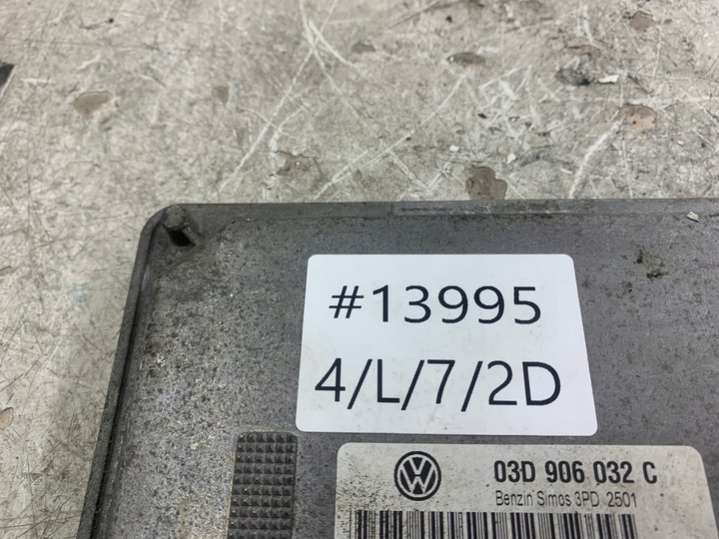 #13995
4/L/7/2D
03D 906 032 C
Benzin Simos 3PD 2501